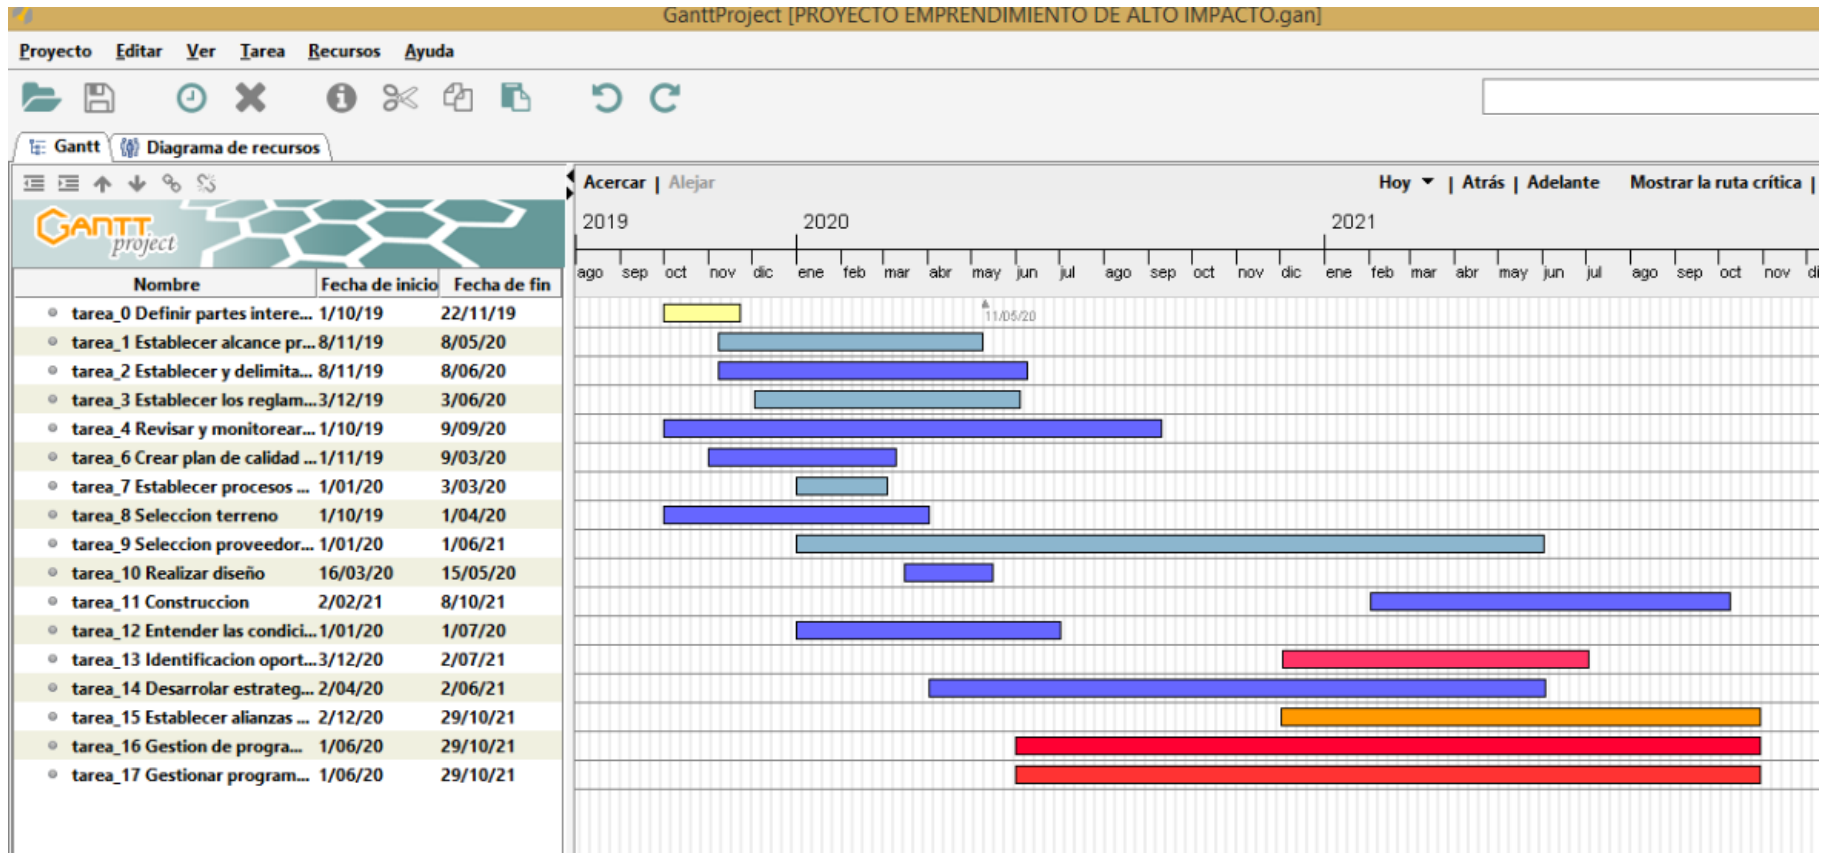 GanttProject [PROYECTO EMPRENDIMIENTO DE ALTO IMPACTO.gan]
Proyecto Editar Ver Tarea Recursos Ayuda
Gantt Diagrama de recursos
Acercar | Alejar Hoy | Atrás | Adelante Mostrar la ruta crítica |
GANTT project
2019 2020 2021
ago sep oct nov dic ene feb mar abr may jun jul ago sep oct nov dic ene feb mar abr may jun jul ago sep oct nov di
Nombre Fecha de inicio Fecha de fin
tarea_0 Definir partes intere... 1/10/19 22/11/19
11/05/20
tarea_1 Establecer alcance pr... 8/11/19 8/05/20
tarea_2 Establecer y delimita... 8/11/19 8/06/20
tarea_3 Establecer los reglam... 3/12/19 3/06/20
tarea_4 Revisar y monitorear... 1/10/19 9/09/20
tarea_6 Crear plan de calidad ... 1/11/19 9/03/20
tarea_7 Establecer procesos ... 1/01/20 3/03/20
tarea_8 Seleccion terreno 1/10/19 1/04/20
tarea_9 Seleccion proveedor... 1/01/20 1/06/21
tarea_10 Realizar diseño 16/03/20 15/05/20
tarea_11 Construccion 2/02/21 8/10/21
tarea_12 Entender las condici... 1/01/20 1/07/20
tarea_13 Identificacion oport... 3/12/20 2/07/21
tarea_14 Desarrolar estrateg... 2/04/20 2/06/21
tarea_15 Establecer alianzas ... 2/12/20 29/10/21
tarea_16 Gestion de progra... 1/06/20 29/10/21
tarea_17 Gestionar program... 1/06/20 29/10/21